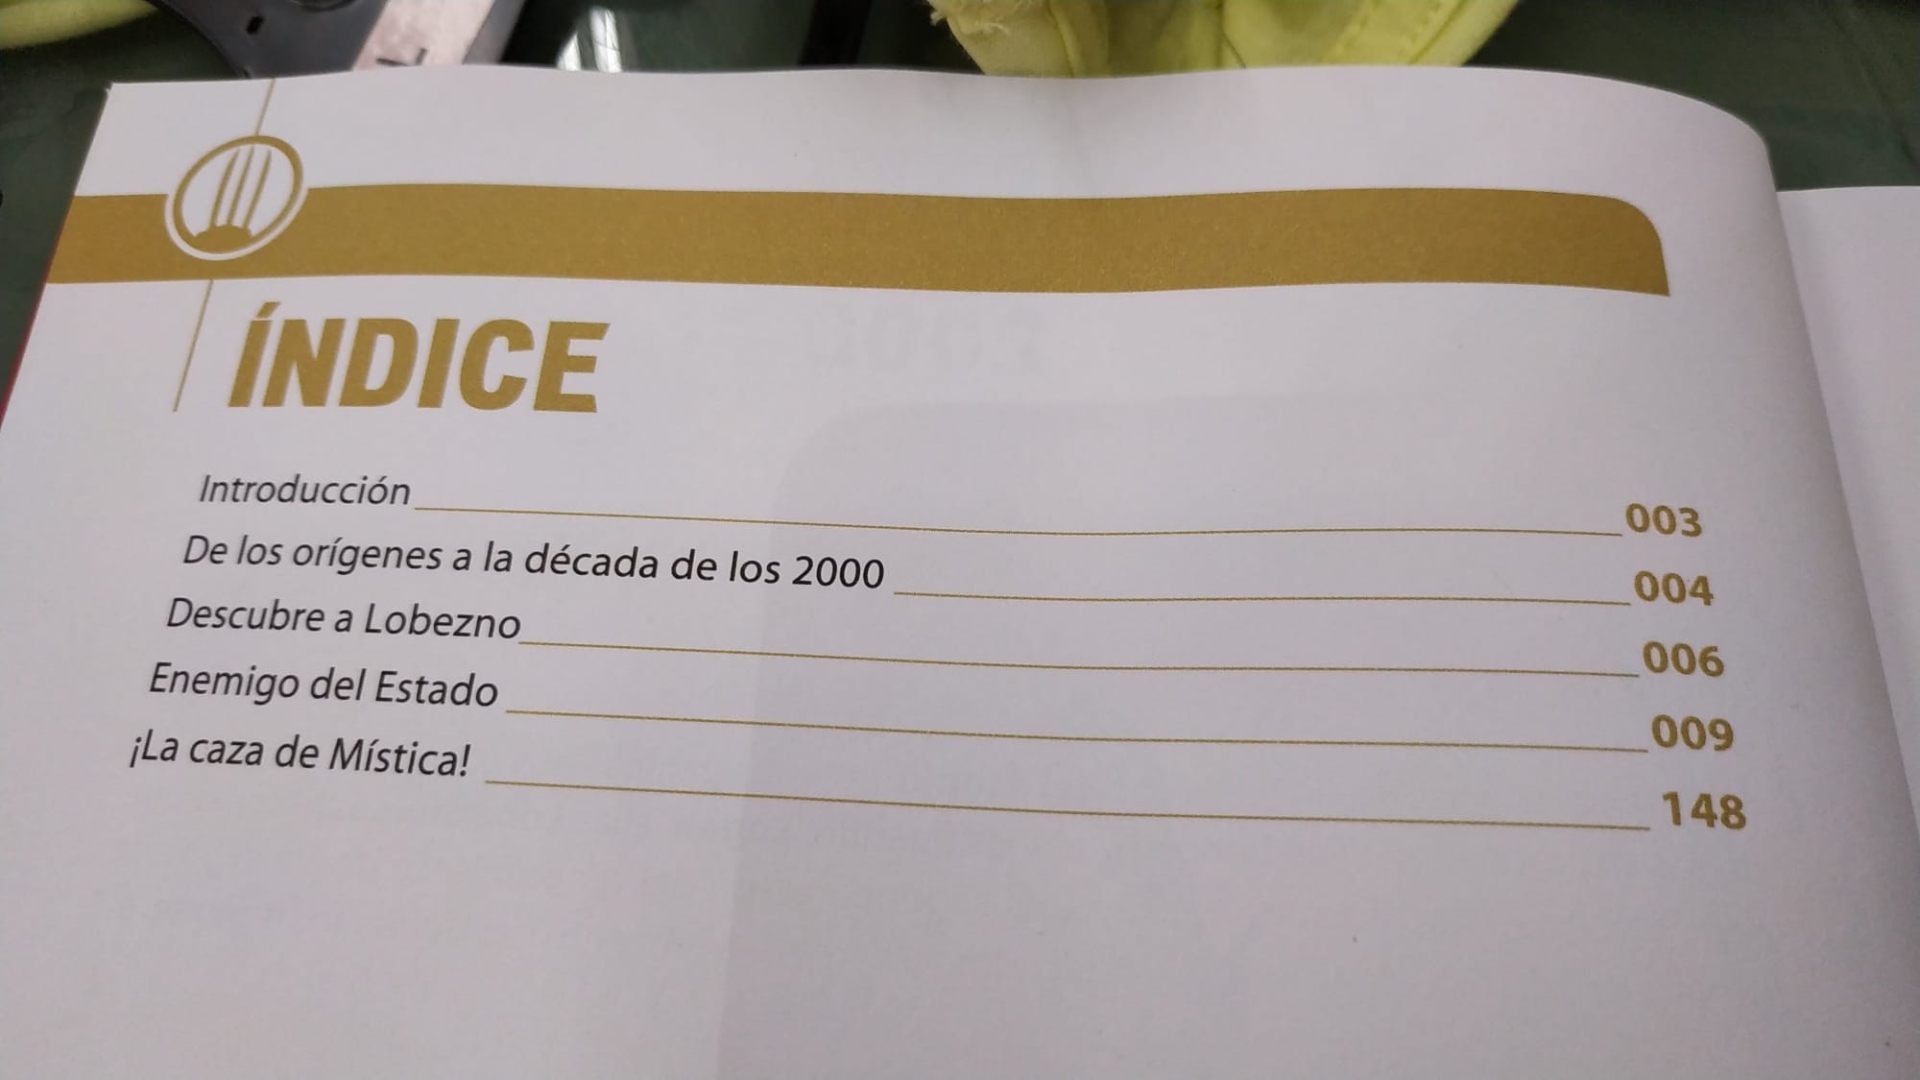 ÍNDICE
Introducción 003
De los orígenes a la década de los 2000 004
Descubre a Lobezno 006
Enemigo del Estado 009
¡La caza de Mística! 148